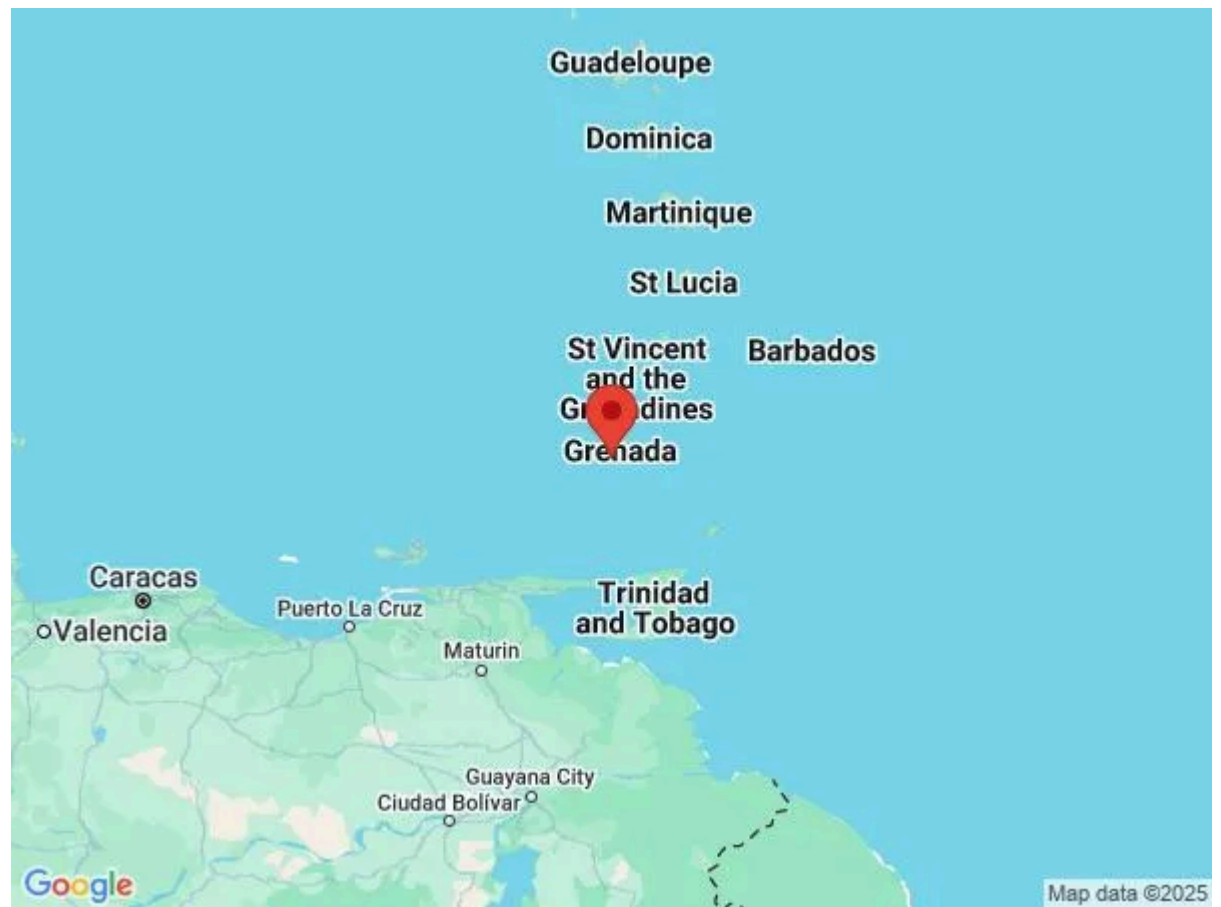 Guadeloupe
Dominica
Martinique
St Lucia
St Vincent
and the
Grenadines
Barbados
Grenada
Caracas
Valencia
Puerto La Cruz
Maturin
Trinidad
and Tobago
Guayana City
Ciudad Bolívar
Google
Map data ©2025